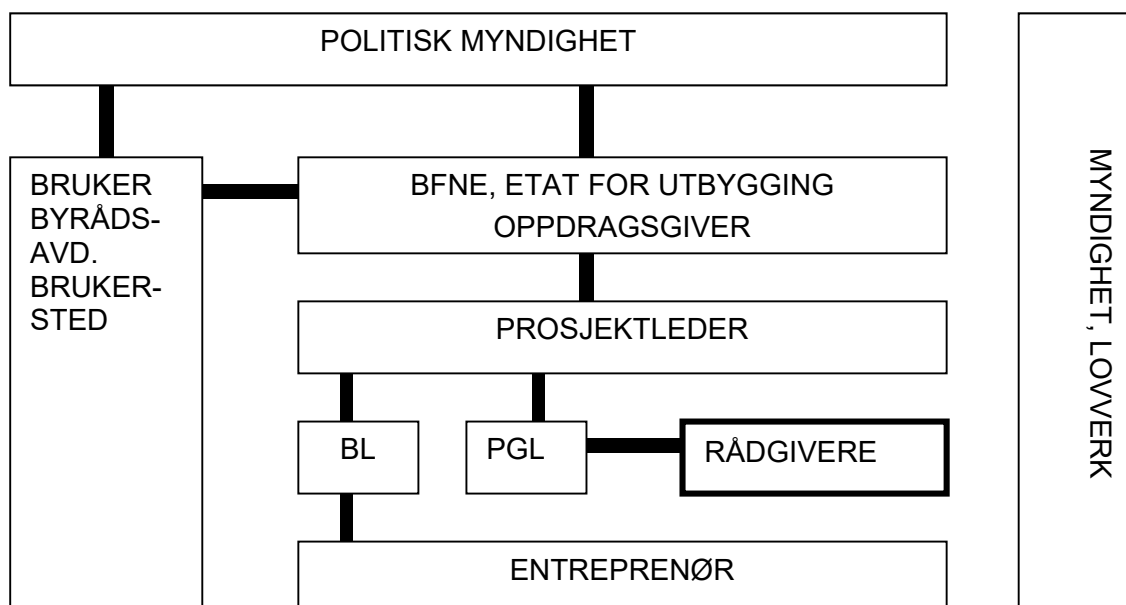 POLITISK MYNDIGHET
BRUKER
BYRÅDS-
AVD.
BRUKER-
STED
BFNE, ETAT FOR UTBYGGING
OPPDRAGSGIVER
PROSJEKTLEDER
BL
PGL
RÅDGIVERE
ENTREPRENØR
MYNDIGHET, LOVVERK